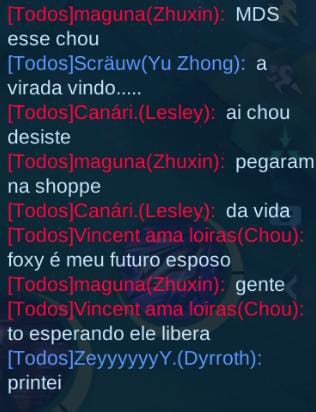 [Todos]maguna(Zhuxin): MDS
esse chou
[Todos]Scräuw(Yu Zhong): a
virada vindo.....
[Todos]Canári.(Lesley): ai chou
desiste
[Todos]maguna(Zhuxin): pegaram
na shoppe
[Todos]Canári.(Lesley): da vida
[Todos]Vincent ama loiras(Chou):
foxy é meu futuro esposo
[Todos]maguna(Zhuxin): gente
[Todos]Vincent ama loiras(Chou):
to esperando ele libera
[Todos]ZeyyyyyyY.(Dyrroth):
printei